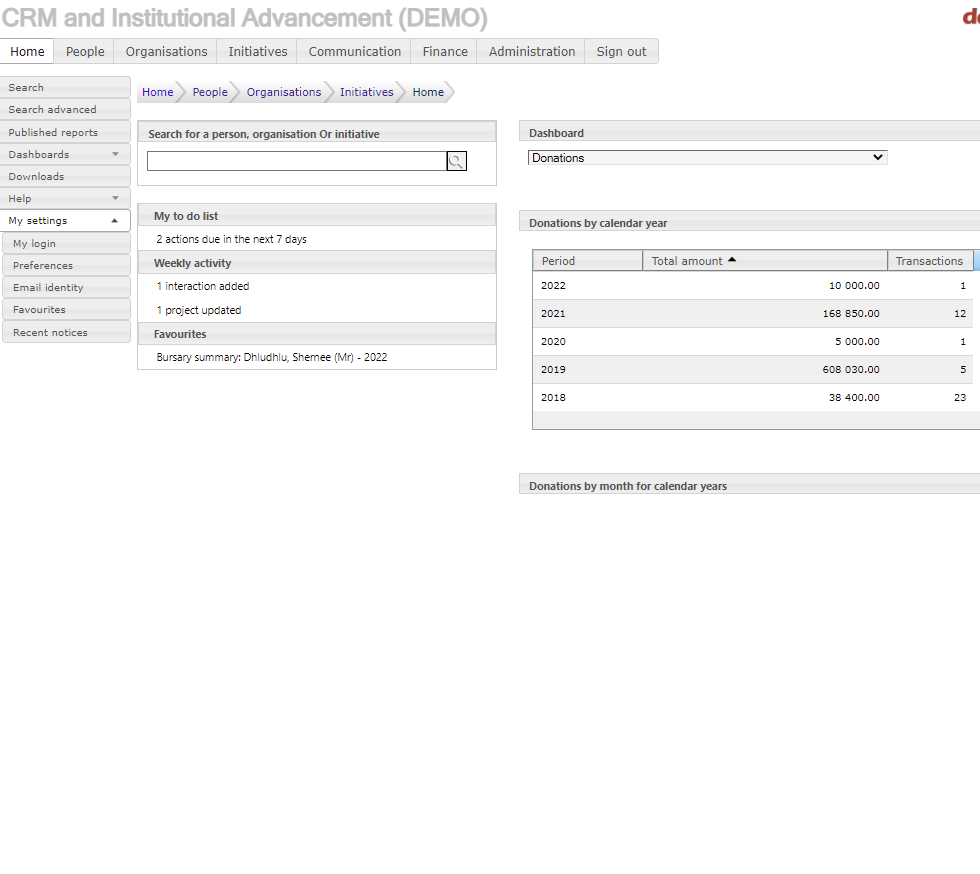 CRM and Institutional Advancement (DEMO)
Home People Organisations Initiatives Communication Finance Administration Sign out
Search
Search advanced
Published reports
Dashboards
Downloads
Help
My settings
My login
Preferences
Email identity
Favourites
Recent notices
Home People Organisations Initiatives Home
Search for a person, organisation Or initiative
My to do list
2 actions due in the next 7 days
Weekly activity
1 interaction added
1 project updated
Favourites
Bursary summary: Dhludhlu, Shernee (Mr) - 2022
Dashboard
Donations
Donations by calendar year
Period Total amount Transactions
2022 10 000.00 1
2021 168 850.00 12
2020 5 000.00 1
2019 608 030.00 5
2018 38 400.00 23
Donations by month for calendar years